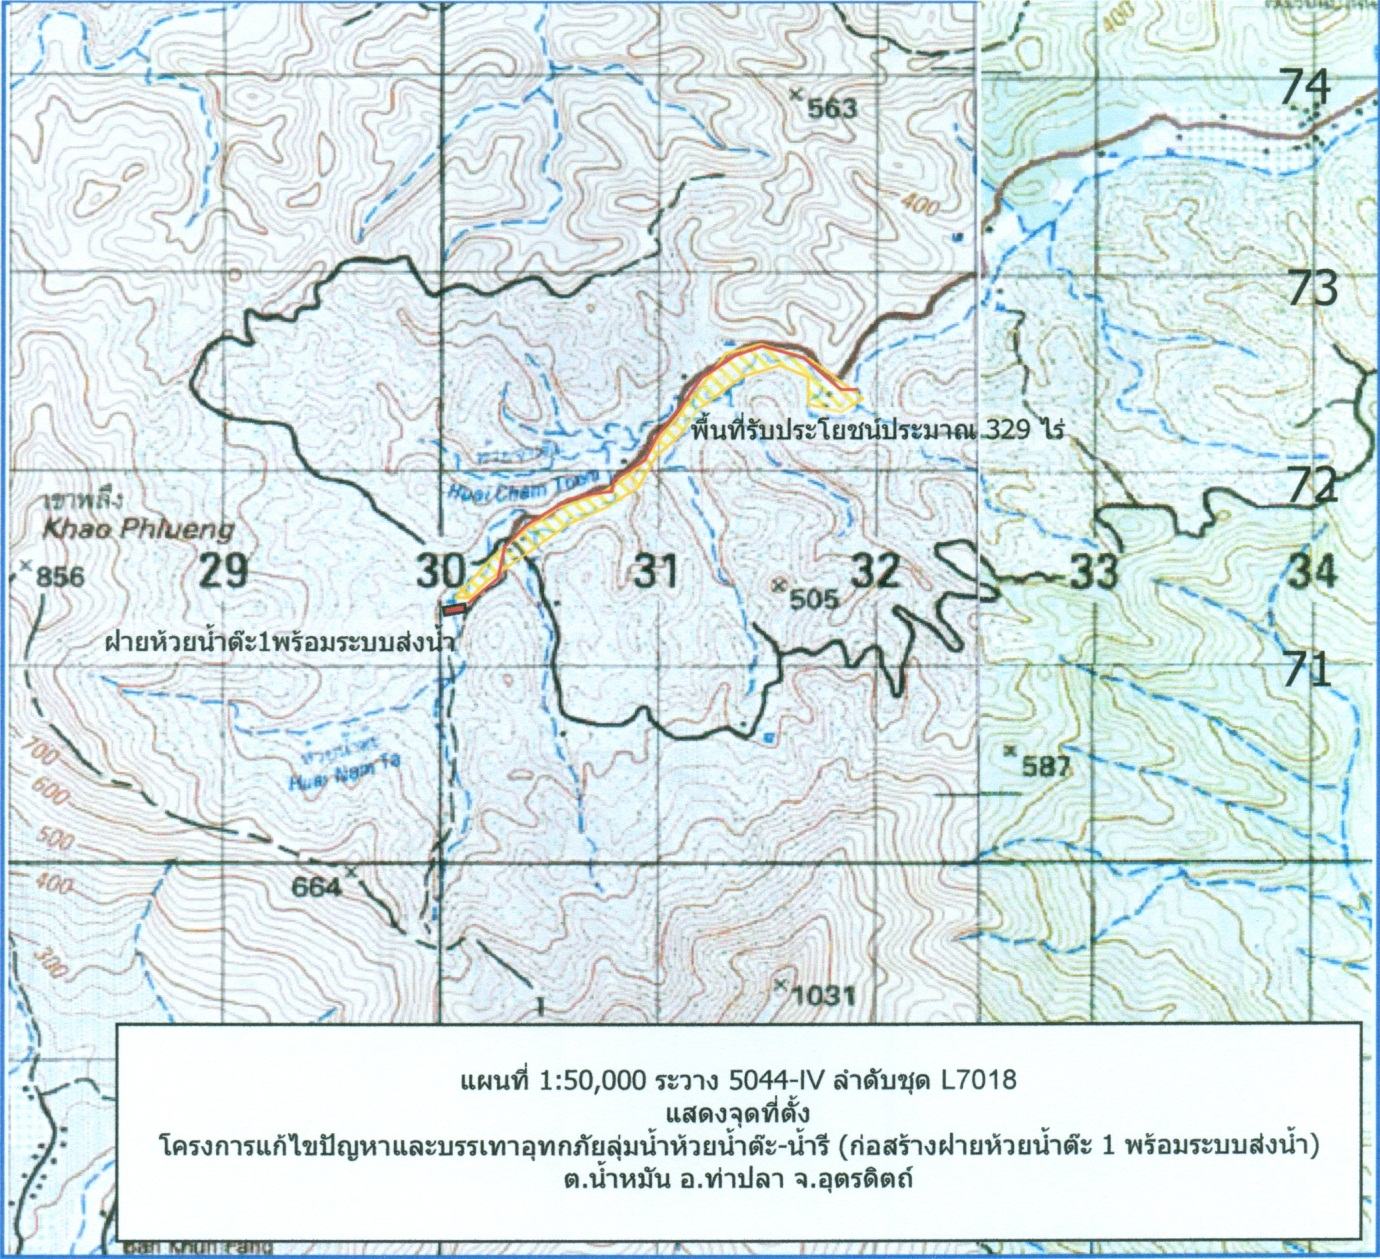 400
74
563
400
73
พื้นที่รับประโยชน์ประมาณ 329 ไร่
Huai Cham
72
เขาพลึง
Khao Phlueng
856
29
30
31
32
33
34
505
ฝายห้วยน้ำต๊ะ1พร้อมระบบส่งน้ำ
71
700
Huai Nam Ta
587
600
500
400
664
300
1031
แผนที่ 1:50,000 ระวาง 5044-IV ลำดับชุด L7018
แสดงจุดที่ตั้ง
โครงการแก้ไขปัญหาและบรรเทาอุทกภัยลุ่มน้ำห้วยน้ำต๊ะ-น้ำรี (ก่อสร้างฝายห้วยน้ำต๊ะ 1 พร้อมระบบส่งน้ำ)
ต.น้ำหมัน อ.ท่าปลา จ.อุตรดิตถ์
Ban Khun Fang